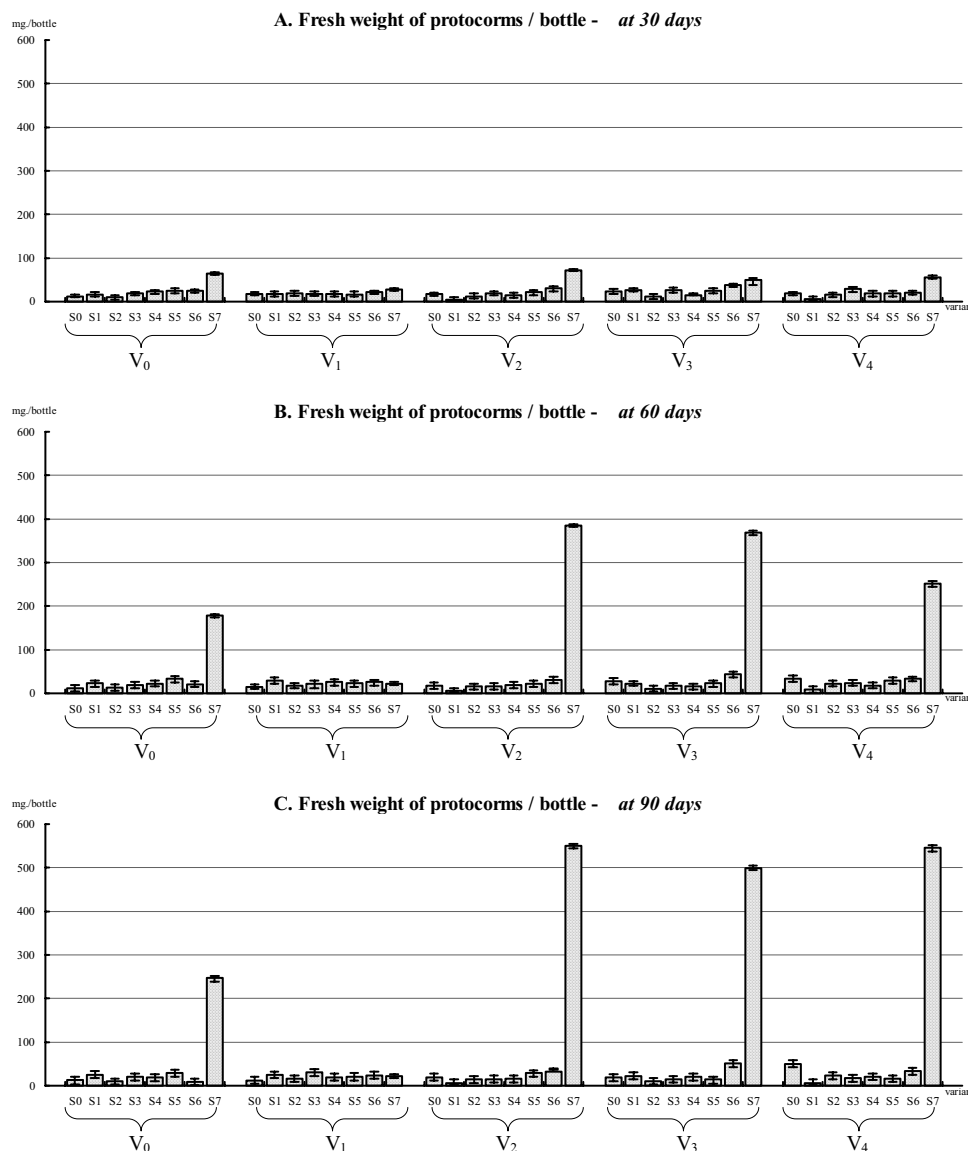 A. Fresh weight of protocorms / bottle - at 30 days
mg./bottle
600
500
400
300
200
100
0
S0 S1 S2 S3 S4 S5 S6 S7 S0 S1 S2 S3 S4 S5 S6 S7 S0 S1 S2 S3 S4 S5 S6 S7 S0 S1 S2 S3 S4 S5 S6 S7 S0 S1 S2 S3 S4 S5 S6 S7 varian
V0 V1 V2 V3 V4
B. Fresh weight of protocorms / bottle - at 60 days
mg./bottle
600
500
400
300
200
100
0
S0 S1 S2 S3 S4 S5 S6 S7 S0 S1 S2 S3 S4 S5 S6 S7 S0 S1 S2 S3 S4 S5 S6 S7 S0 S1 S2 S3 S4 S5 S6 S7 S0 S1 S2 S3 S4 S5 S6 S7 varian
V0 V1 V2 V3 V4
C. Fresh weight of protocorms / bottle - at 90 days
mg./bottle
600
500
400
300
200
100
0
S0 S1 S2 S3 S4 S5 S6 S7 S0 S1 S2 S3 S4 S5 S6 S7 S0 S1 S2 S3 S4 S5 S6 S7 S0 S1 S2 S3 S4 S5 S6 S7 S0 S1 S2 S3 S4 S5 S6 S7 varian
V0 V1 V2 V3 V4